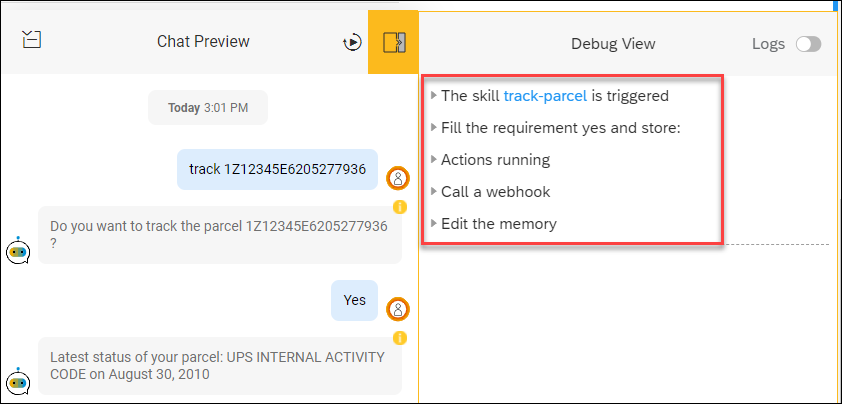 Chat Preview
Debug View
Logs
Today 3:01 PM
track 1Z12345E6205277936
Do you want to track the parcel 1Z12345E6205277936
?
Yes
Latest status of your parcel: UPS INTERNAL ACTIVITY
CODE on August 30, 2010
The skill track-parcel is triggered
Fill the requirement yes and store:
Actions running
Call a webhook
Edit the memory